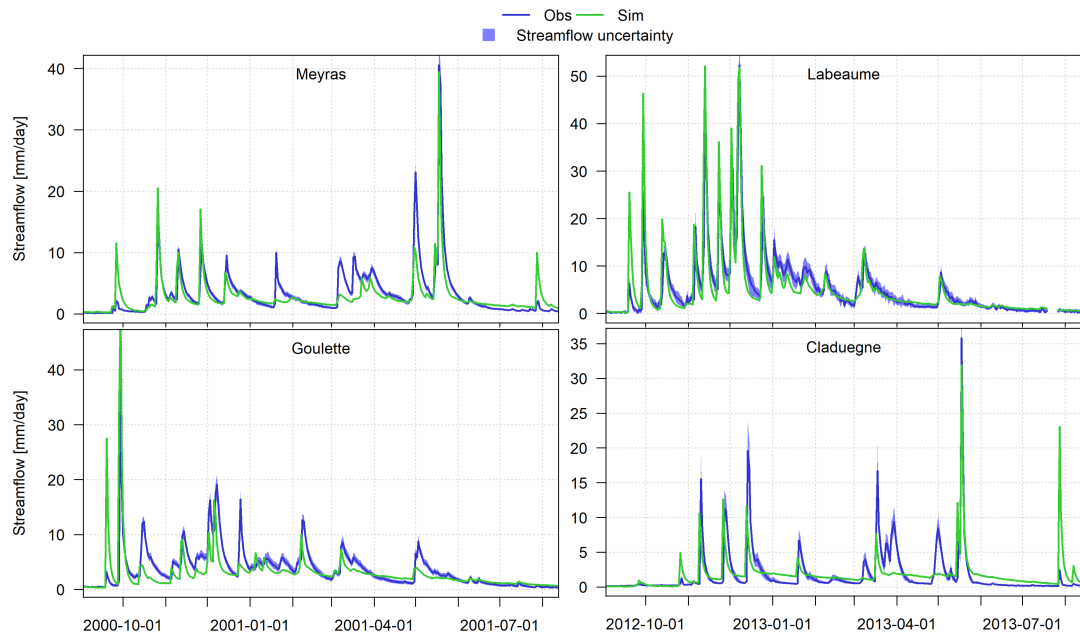 Obs Sim
Streamflow uncertainty
Meyras
Streamflow [mm/day]
40
30
20
10
0
Labeaume
50
40
30
20
10
0
Goulette
Streamflow [mm/day]
40
30
20
10
0
2000-10-01 2001-01-01 2001-04-01 2001-07-01
Claduegne
35
30
25
20
15
10
5
0
2012-10-01 2013-01-01 2013-04-01 2013-07-01